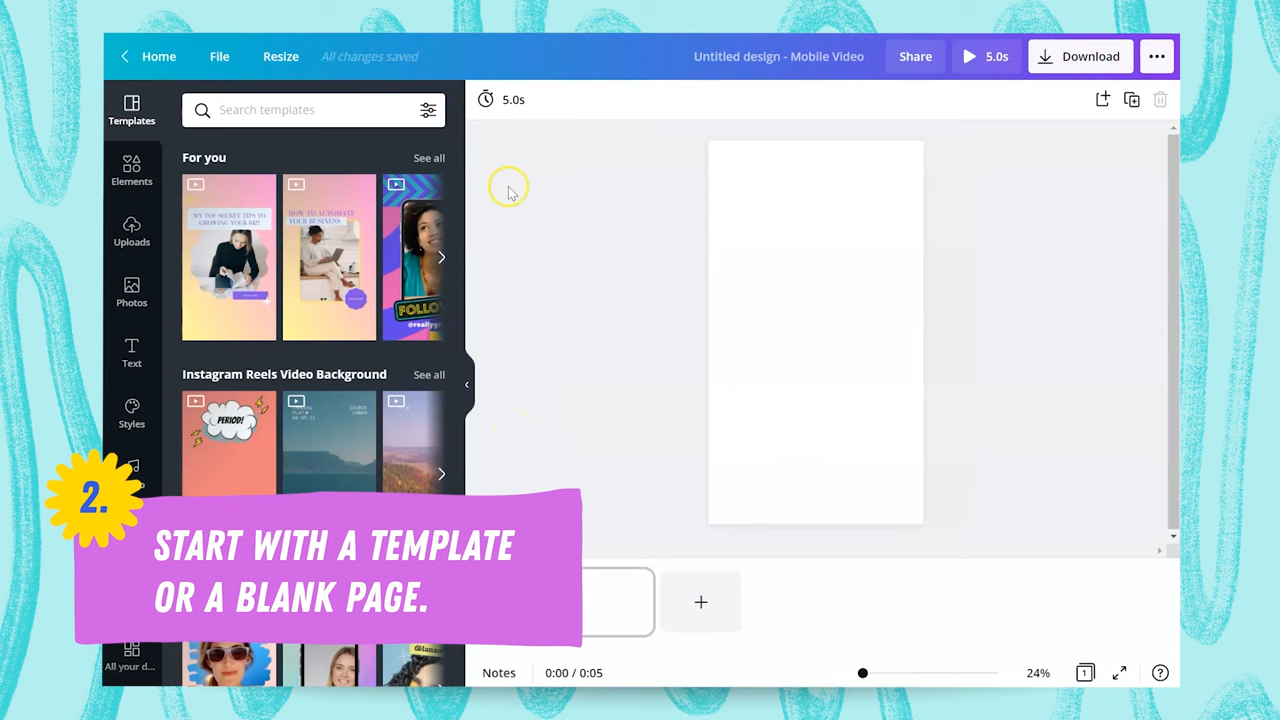 Home File Resize All changes saved Untitled design - Mobile Video Share 5.0s Download
Templates
Elements
Uploads
Photos
Text
Styles
All your d...
Search templates
For you See all
MY TOP SECRET TIPS TO
GROWING YOUR BIZ!
HOW TO AUTOMATE
YOUR BUSINESS
FOLLO
Instagram Reels Video Background See all
PERIOD!
5.0s
2.
START WITH A TEMPLATE
OR A BLANK PAGE.
Notes 0:00 / 0:05 24% 1